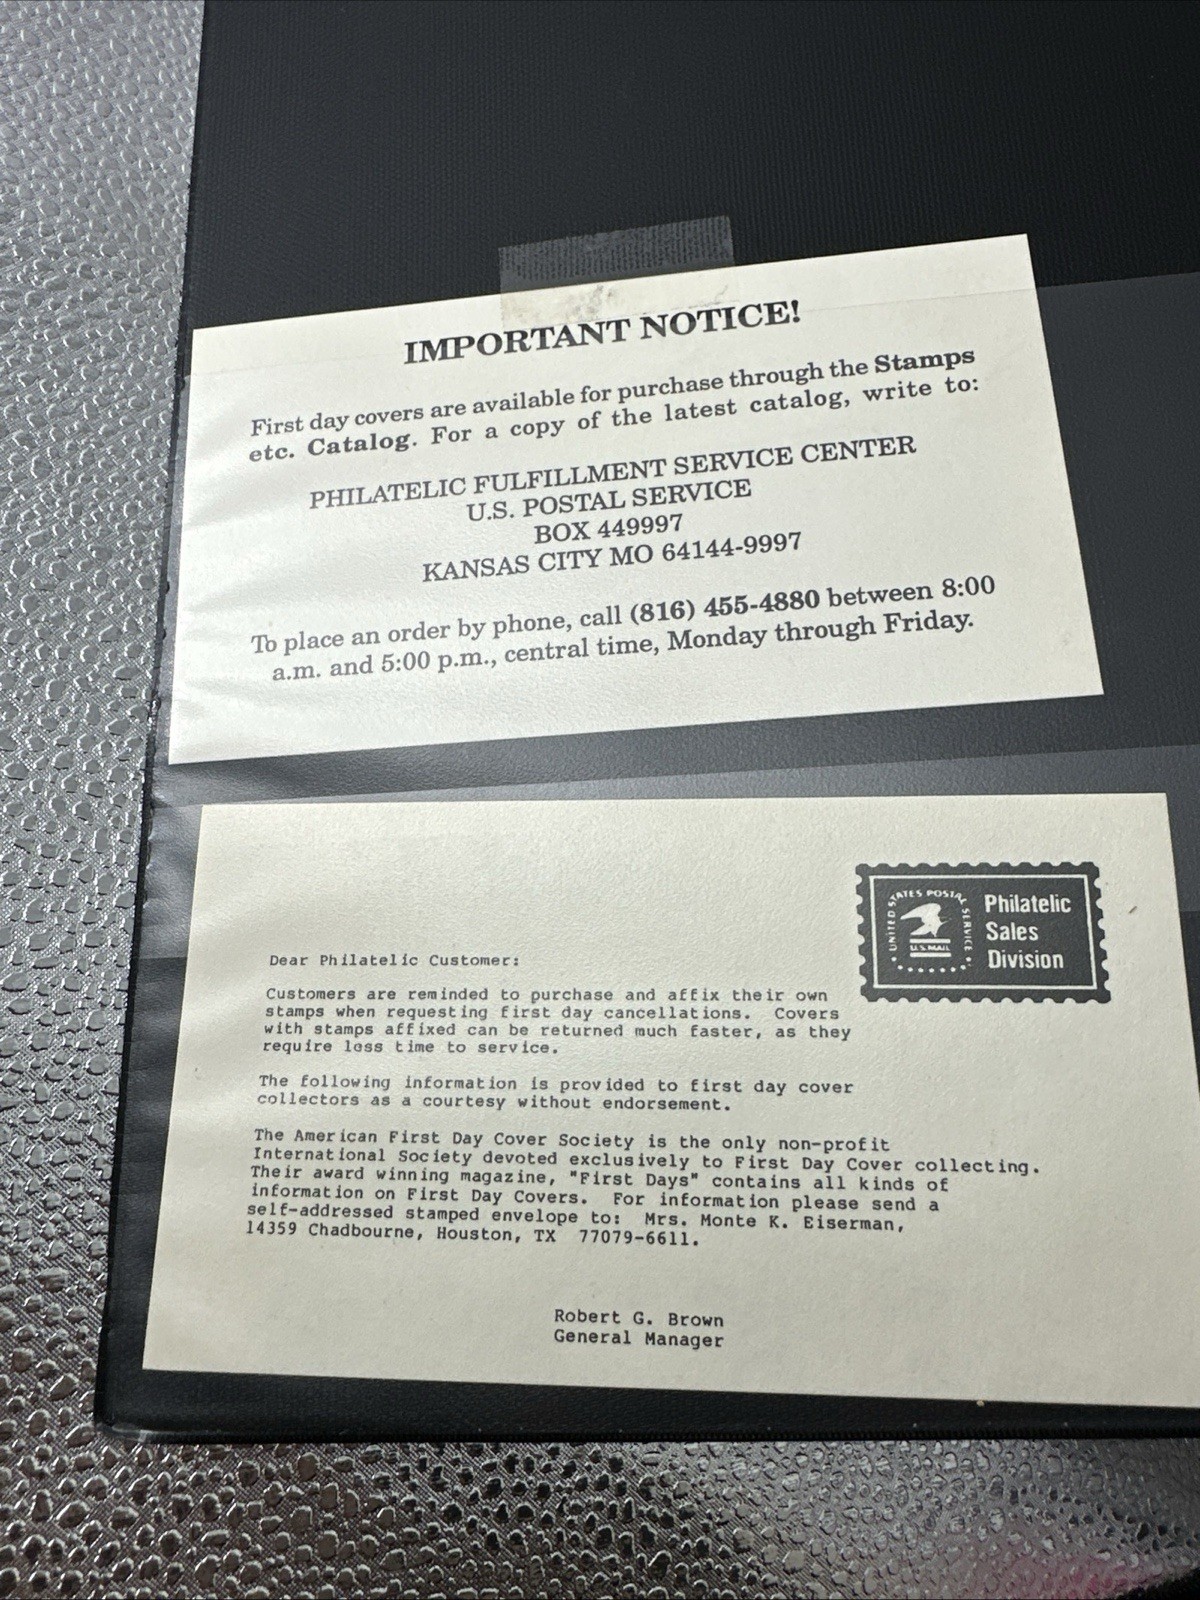 IMPORTANT NOTICE!
First day covers are available for purchase through the Stamps
etc. Catalog. For a copy of the latest catalog, write to:
PHILATELIC FULFILLMENT SERVICE CENTER
U.S. POSTAL SERVICE
BOX 449997
KANSAS CITY MO 64144-9997
To place an order by phone, call (816) 455-4880 between 8:00
a.m. and 5:00 p.m., central time, Monday through Friday.
UNITED STATES POSTAL SERVICE
U.S. MAIL
Philatelic
Sales
Division
Dear Philatelic Customer:
Customers are reminded to purchase and affix their own
stamps when requesting first day cancellations. Covers
with stamps affixed can be returned much faster, as they
require less time to service.
The following information is provided to first day cover
collectors as a courtesy without endorsement.
The American First Day Cover Society is the only non-profit
International Society devoted exclusively to First Day Cover collecting.
Their award winning magazine, "First Days" contains all kinds of
information on First Day Covers. For information please send a
self-addressed stamped envelope to: Mrs. Monte K. Eiserman,
14359 Chadbourne, Houston, TX 77079-6611.
Robert G. Brown
General Manager